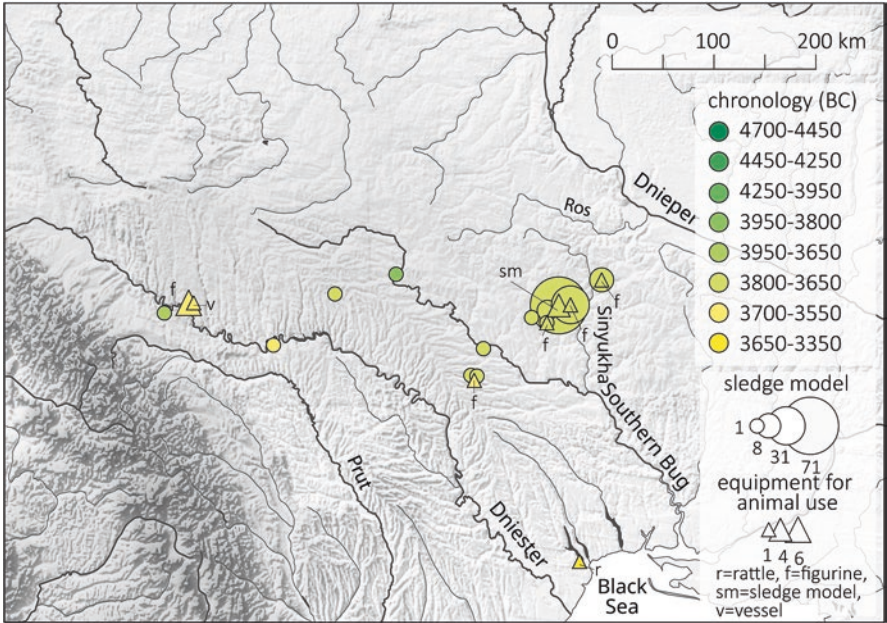 0 100 200 km
chronology (BC)
4700-4450
4450-4250
4250-3950
3950-3800
3950-3650
3800-3650
3700-3550
3650-3350
sledge model
1
8
31
71
equipment for
animal use
1 4 6
r=rattle, f=figurine,
sm=sledge model,
v=vessel
Dnieper
Ros
sm
f
f
v
Sinyukha
f
f
Southern Bug
f
Prut
Dniester
r
Black
Sea